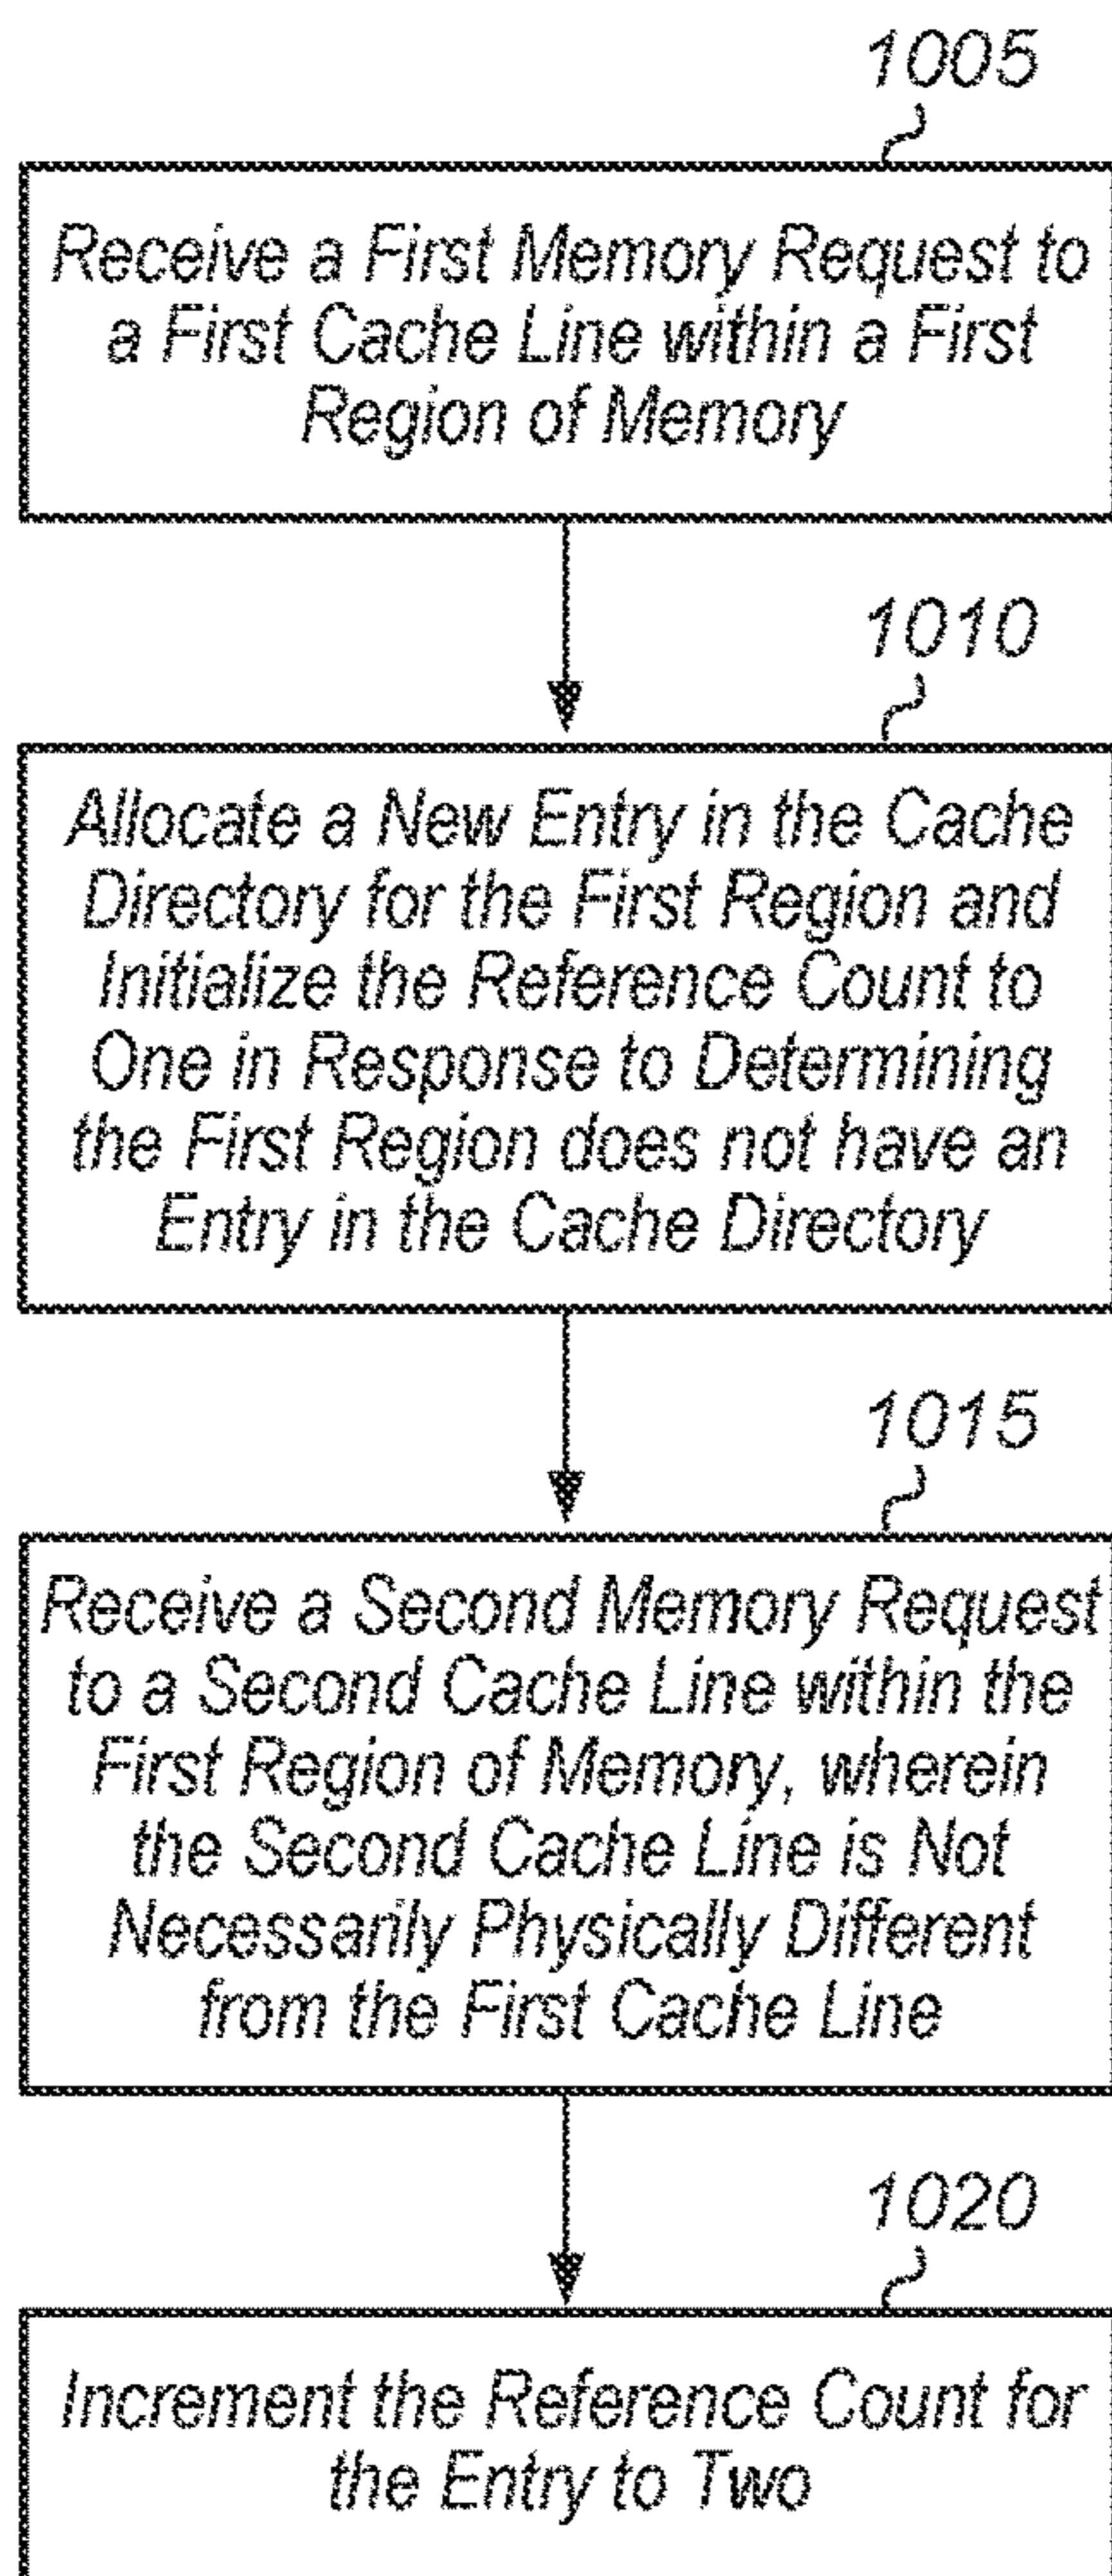 1005
Receive a First Memory Request to
a First Cache Line within a First
Region of Memory
1010
Allocate a New Entry in the Cache
Directory for the First Region and
Initialize the Reference Count to
One in Response to Determining
the First Region does not have an
Entry in the Cache Directory
1015
Receive a Second Memory Request
to a Second Cache Line within the
First Region of Memory, wherein
the Second Cache Line is Not
Necessarily Physically Different
from the First Cache Line
1020
Increment the Reference Count for
the Entry to Two